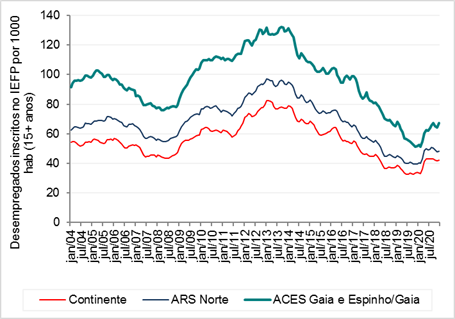 Desempregados inscritos no IEFP por 1000
hab (15+ anos)
140
120
100
80
60
40
20
0
jan/04
jul/04
jan/05
jul/05
jan/06
jul/06
jan/07
jul/07
jan/08
jul/08
jan/09
jul/09
jan/10
jul/10
jan/11
jul/11
jan/12
jul/12
jan/13
jul/13
jan/14
jul/14
jan/15
jul/15
jan/16
jul/16
jan/17
jul/17
jan/18
jul/18
jan/19
jul/19
jan/20
jul/20
Continente
ARS Norte
ACES Gaia e Espinho/Gaia